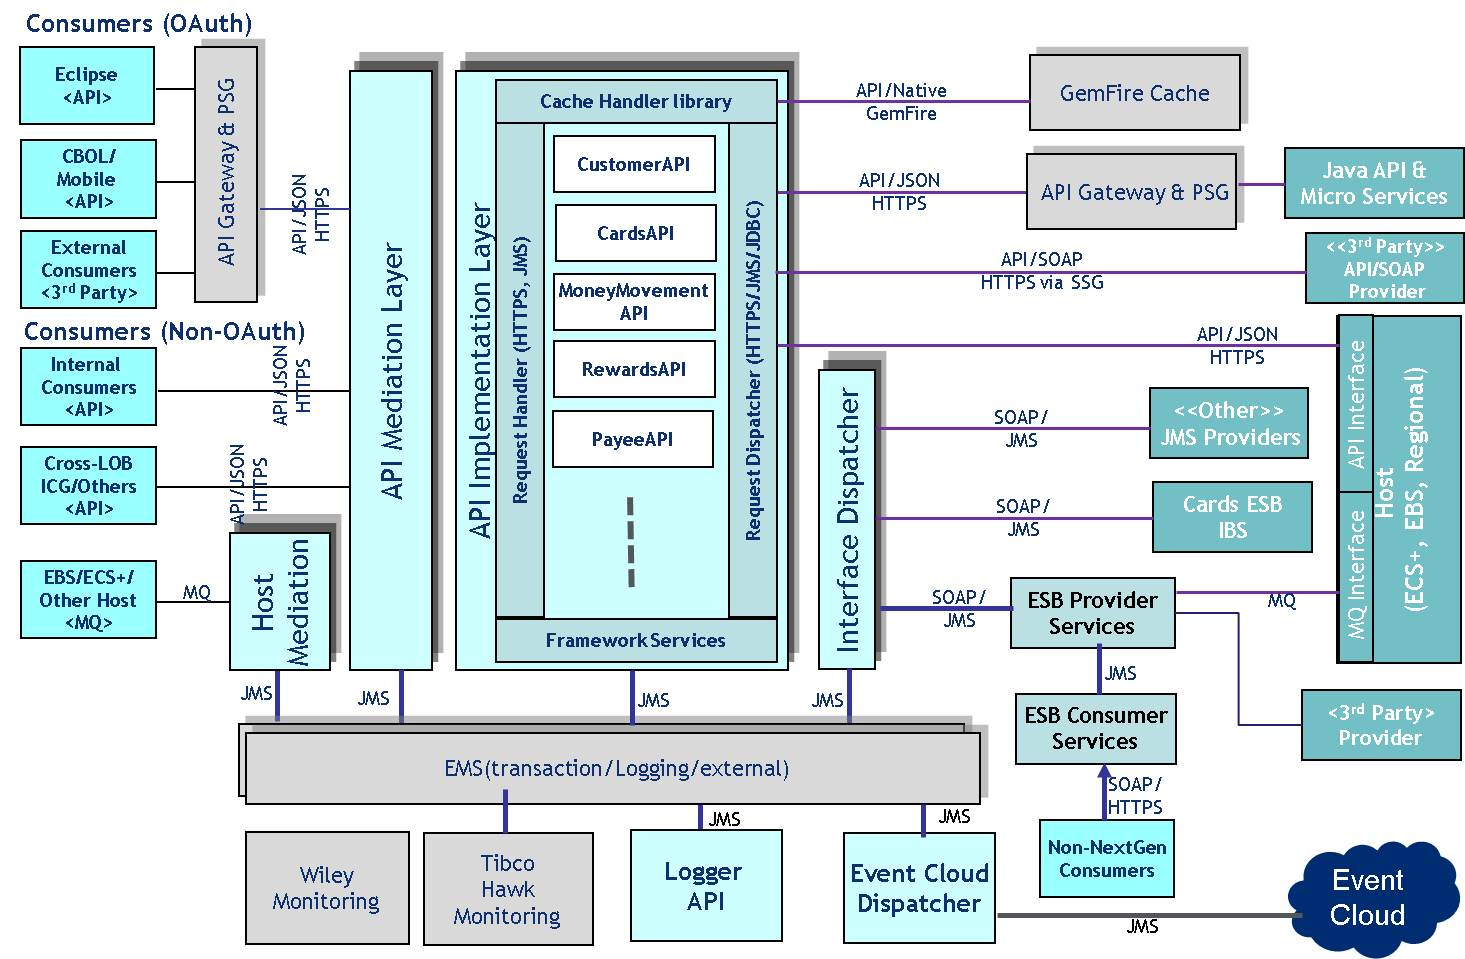 Consumers (OAuth)
Eclipse
<API>
CBOL/
Mobile
<API>
External
Consumers
<3rd Party>
API Gateway & PSG
API/JSON
HTTPS
Consumers (Non-OAuth)
Internal
Consumers
<API>
API/JSON
HTTPS
Cross-LOB
ICG/Others
<API>
API/JSON
HTTPS
EBS/ECS+/
Other Host
<MQ>
MQ
Host
Mediation
API Mediation Layer
API Implementation Layer
Cache Handler library
Request Handler (HTTPS, JMS)
CustomerAPI
CardsAPI
MoneyMovement
API
RewardsAPI
PayeeAPI
Request Dispatcher (HTTPS/JMS/JDBC)
Framework Services
API/Native
GemFire
GemFire Cache
API/JSON
HTTPS
API Gateway & PSG
Java API &
Micro Services
API/SOAP
HTTPS via SSG
<<3rd Party>>
API/SOAP
Provider
API/JSON
HTTPS
Interface Dispatcher
SOAP/
JMS
<<Other>>
JMS Providers
SOAP/
JMS
Cards ESB
IBS
SOAP/
JMS
ESB Provider
Services
MQ
API Interface
MQ Interface
Host
(ECS+, EBS, Regional)
JMS
ESB Consumer
Services
<3rd Party>
Provider
SOAP/
HTTPS
Non-NextGen
Consumers
JMS
JMS
JMS
JMS
EMS(transaction/Logging/external)
JMS
JMS
Wiley
Monitoring
Tibco
Hawk
Monitoring
Logger
API
Event Cloud
Dispatcher
JMS
Event
Cloud